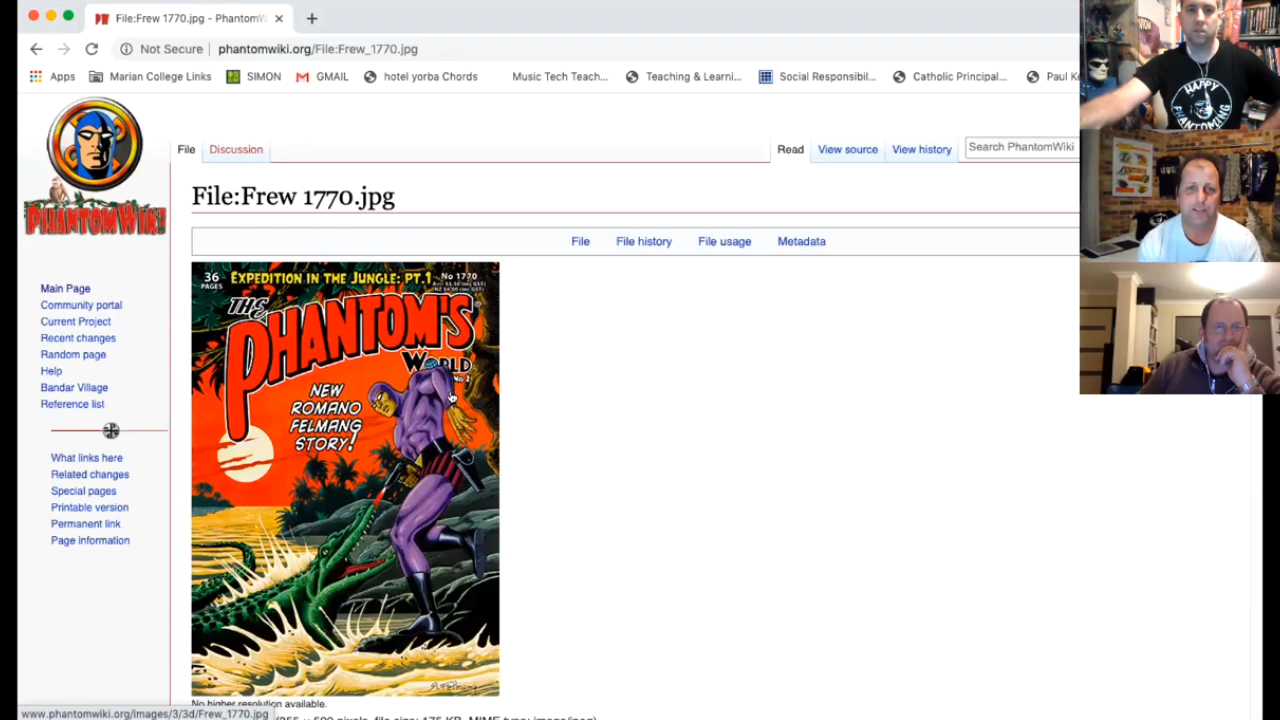 File:Frew 1770.jpg - PhantomW
Not Secure phantomwiki.org/File:Frew_1770.jpg
Apps Marian College Links SIMON GMAIL hotel yorba Chords Music Tech Teach... Teaching & Learni... Social Responsibil... Catholic Principal... Paul Ke
HAPPY
PHANTOMING
File Discussion Read View source View history Search PhantomWiki
PHANTOMWIKI
File:Frew 1770.jpg
File File history File usage Metadata
36
PAGES
EXPEDITION IN THE JUNGLE: PT.1
No 1770
THE
PHANTOM'S
WORLD
No 2
NEW
ROMANO
FELMANG
STORY!
Main Page
Community portal
Current Project
Recent changes
Random page
Help
Bandar Village
Reference list
What links here
Related changes
Special pages
Printable version
Permanent link
Page information
No higher resolution available.
www.phantomwiki.org/images/3/3d/Frew_1770.jpg